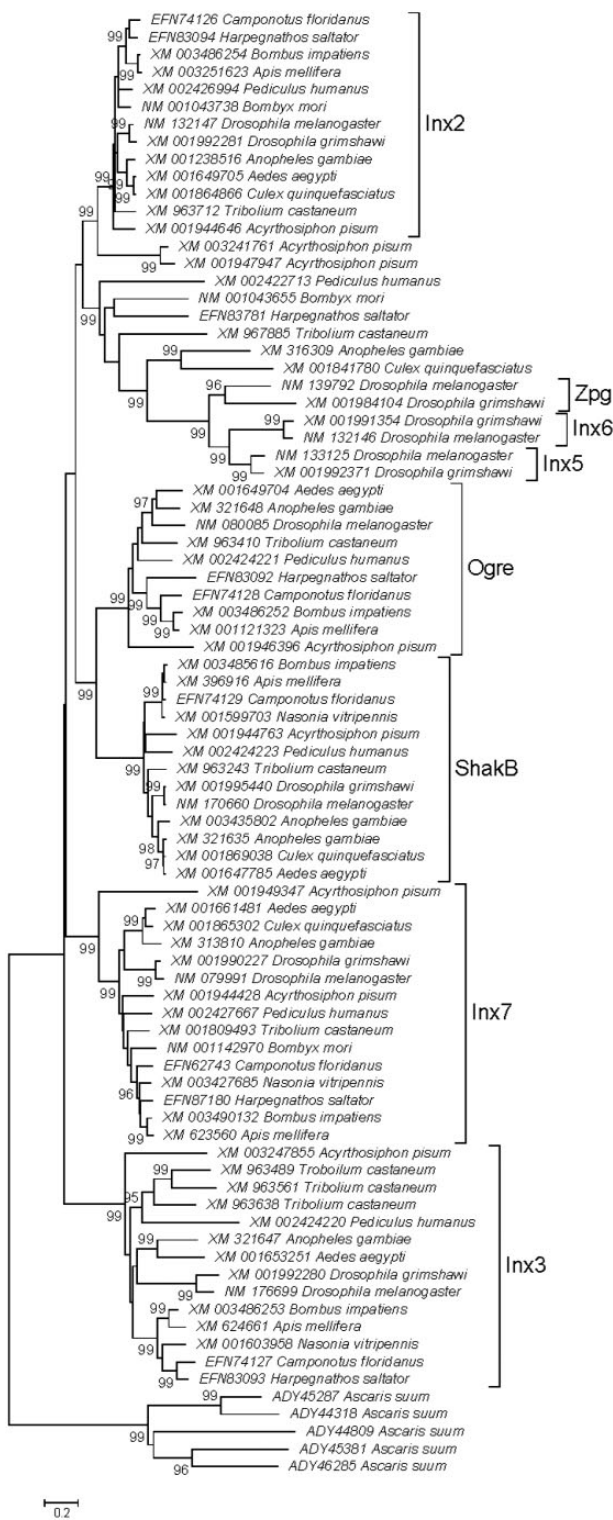 EFN74126 Camponotus floridanus
EFN83094 Harpegnathos saltator
99
XM 003486254 Bombus impatiens
XM 003251623 Apis mellifera
99
XM 002426994 Pediculus humanus
NM 001043738 Bombyx mori
Inx2
99
NM 132147 Drosophila melanogaster
XM 001992281 Drosophila grimshawi
XM 001238516 Anopheles gambiae
99
XM 001649705 Aedes aegypti
XM 001864866 Culex quinquefasciatus
99
XM 963712 Tribolium castaneum
99
XM 001944646 Acyrthosiphon pisum
XM 003241761 Acyrthosiphon pisum
XM 001947947 Acyrthosiphon pisum
99
XM 002422713 Pediculus humanus
NM 001043655 Bombyx mori
99
EFN83781 Harpegnathos saltator
XM 967885 Tribolium castaneum
99
XM 316309 Anopheles gambiae
XM 001841780 Culex quinquefasciatus
96
NM 139792 Drosophila melanogaster
Zpg
99
XM 001984104 Drosophila grimshawi
XM 001991354 Drosophila grimshawi
Inx6
99
NM 132146 Drosophila melanogaster
99
NM 133125 Drosophila melanogaster
Inx5
99
XM 001992371 Drosophila grimshawi
XM 001649704 Aedes aegypti
97
XM 321648 Anopheles gambiae
NM 080085 Drosophila melanogaster
XM 963410 Tribolium castaneum
XM 002424221 Pediculus humanus
Ogre
EFN83092 Harpegnathos saltator
99
EFN74128 Camponotus floridanus
99
99
XM 003486252 Bombus impatiens
XM 001121323 Apis mellifera
99
XM 001946396 Acyrthosiphon pisum
XM 003485616 Bombus impatiens
99
XM 396916 Apis mellifera
99
EFN74129 Camponotus floridanus
XM 001599703 Nasonia vitripennis
XM 001944763 Acyrthosiphon pisum
XM 002424223 Pediculus humanus
ShakB
99
XM 963243 Tribolium castaneum
99
XM 001995440 Drosophila grimshawi
NM 170660 Drosophila melanogaster
XM 003435802 Anopheles gambiae
XM 321635 Anopheles gambiae
98
XM 001869038 Culex quinquefasciatus
97
XM 001647785 Aedes aegypti
XM 001949347 Acyrthosiphon pisum
XM 001661481 Aedes aegypti
99
XM 001865302 Culex quinquefasciatus
99
XM 313810 Anopheles gambiae
XM 001990227 Drosophila grimshawi
99
NM 079991 Drosophila melanogaster
99
XM 001944428 Acyrthosiphon pisum
Inx7
XM 002427667 Pediculus humanus
XM 001809493 Tribolium castaneum
NM 001142970 Bombyx mori
EFN62743 Camponotus floridanus
XM 003427685 Nasonia vitripennis
96
EFN87180 Harpegnathos saltator
XM 003490132 Bombus impatiens
99
XM 623560 Apis mellifera
XM 003247855 Acyrthosiphon pisum
99
XM 963489 Troboilum castaneum
XM 963561 Tribolium castaneum
95
XM 963638 Tribolium castaneum
99
XM 002424220 Pediculus humanus
99
XM 321647 Anopheles gambiae
XM 001653251 Aedes aegypti
Inx3
XM 001992280 Drosophila grimshawi
99
NM 176699 Drosophila melanogaster
99
XM 003486253 Bombus impatiens
XM 624661 Apis mellifera
99
XM 001603958 Nasonia vitripennis
EFN74127 Camponotus floridanus
99
EFN83093 Harpegnathos saltator
99
ADY45287 Ascaris suum
ADY44318 Ascaris suum
99
ADY44809 Ascaris suum
ADY45381 Ascaris suum
96
ADY46285 Ascaris suum
0.2